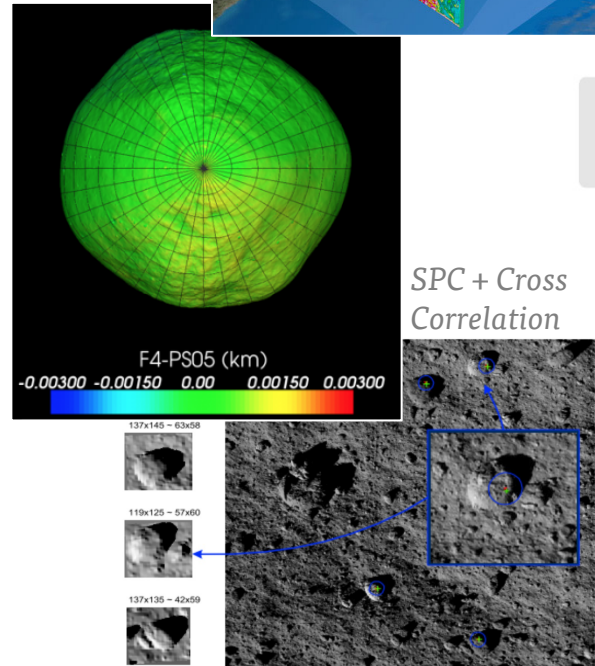 SPC + Cross
Correlation
F4-PS05 (km)
-0.00300 -0.00150 0.00 0.00150 0.00300
137x145 ~ 63x58
119x125 ~ 57x60
137x135 ~ 42x59